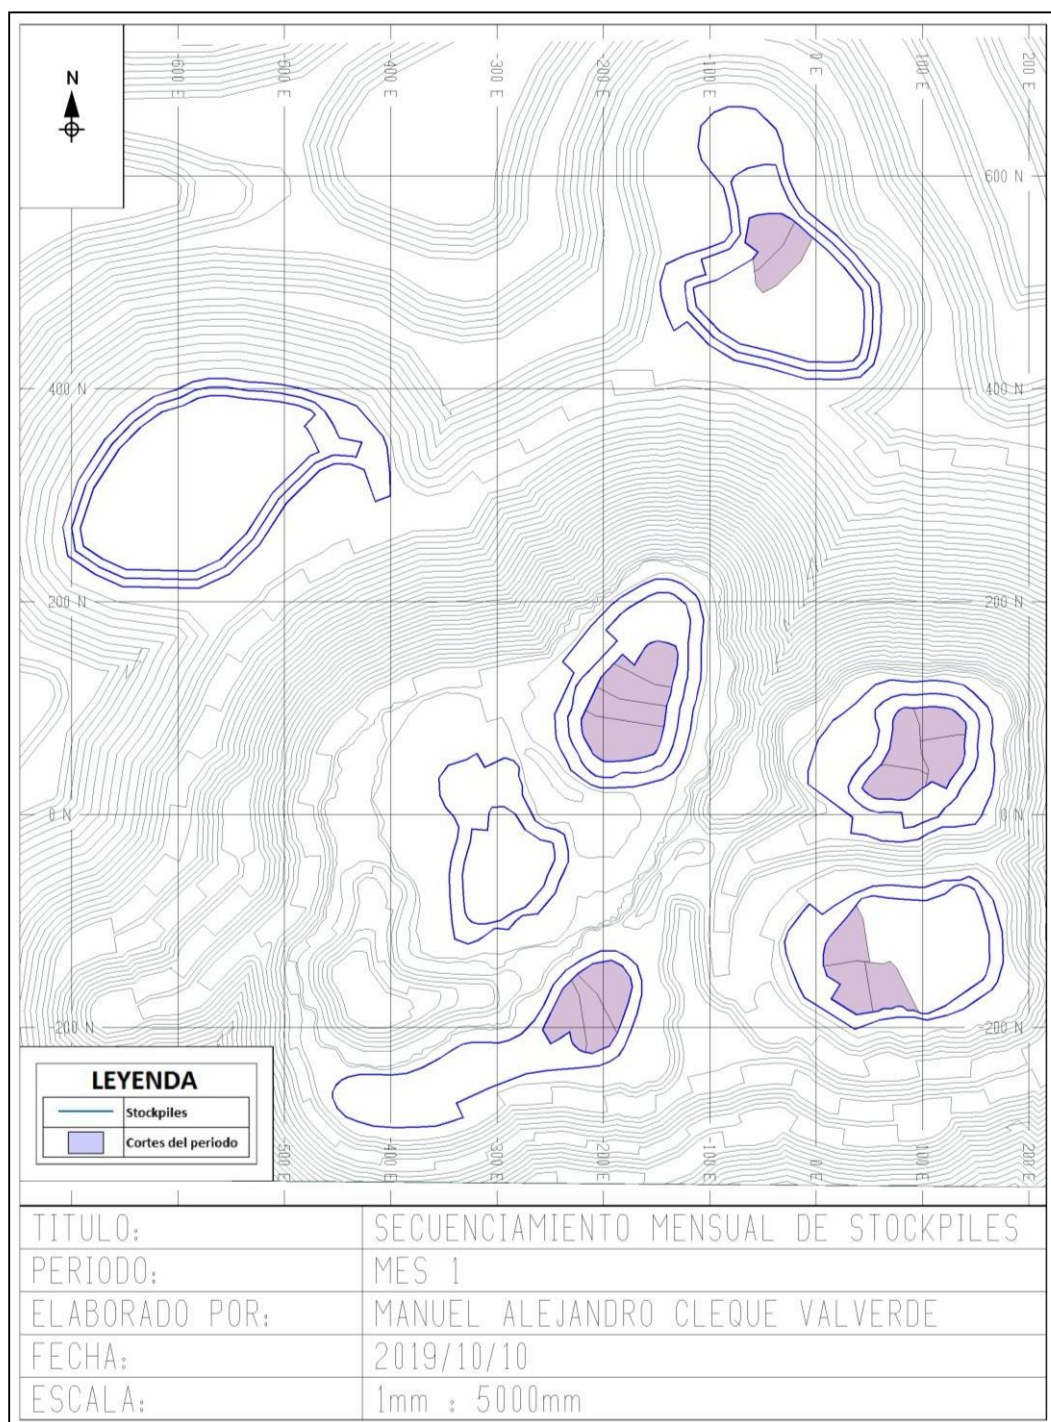 N
-600 E
-500 E
-400 E
-300 E
-200 E
-100 E
0 E
100 E
200 E
600 N
400 N
400 N
200 N
200 N
0 N
0 N
-200 N
-200 N
LEYENDA
Stockpiles
Cortes del periodo
-500 E
-400 E
-300 E
-200 E
-100 E
0 E
100 E
200 E
TITULO: SECUENCIAMIENTO MENSUAL DE STOCKPILES
PERIODO: MES 1
ELABORADO POR: MANUEL ALEJANDRO CLEQUE VALVERDE
FECHA: 2019/10/10
ESCALA: 1mm : 5000mm